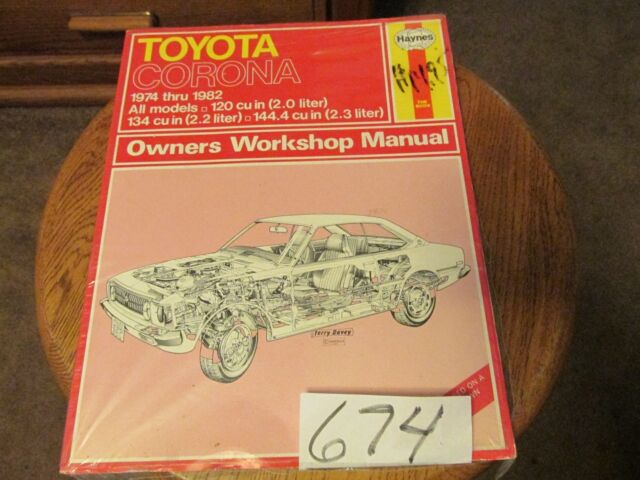 TOYOTA
CORONA
1974 thru 1982
All models ▫ 120 cu in (2.0 liter)
134 cu in (2.2 liter) ▫ 144.4 cu in (2.3 liter)
Haynes
Owners Workshop Manual
Terry Davey
ON A
674